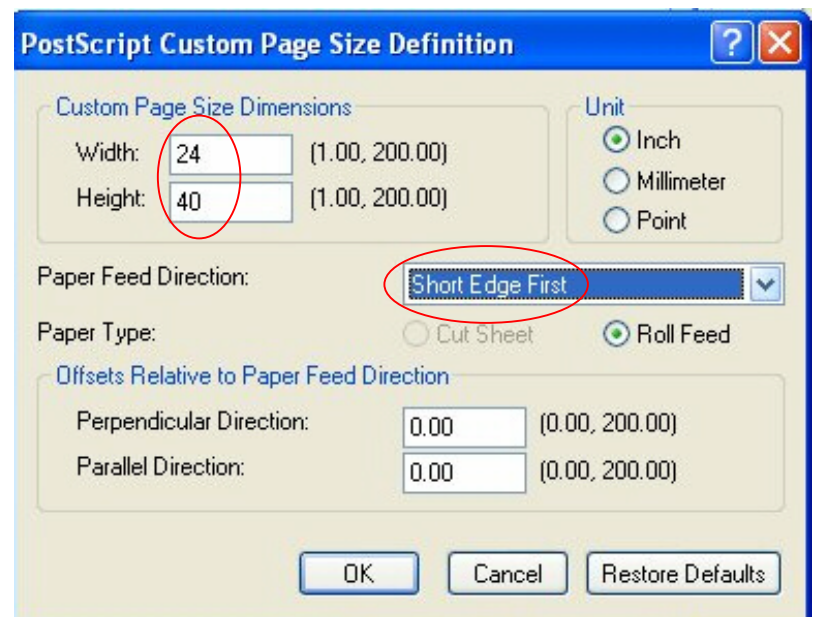 PostScript Custom Page Size Definition
Custom Page Size Dimensions
Unit
Width: 24 (1.00, 200.00)
Inch
Height: 40 (1.00, 200.00)
Millimeter
Point
Paper Feed Direction: Short Edge First
Paper Type: Cut Sheet Roll Feed
Offsets Relative to Paper Feed Direction
Perpendicular Direction: 0.00 (0.00, 200.00)
Parallel Direction: 0.00 (0.00, 200.00)
OK Cancel Restore Defaults